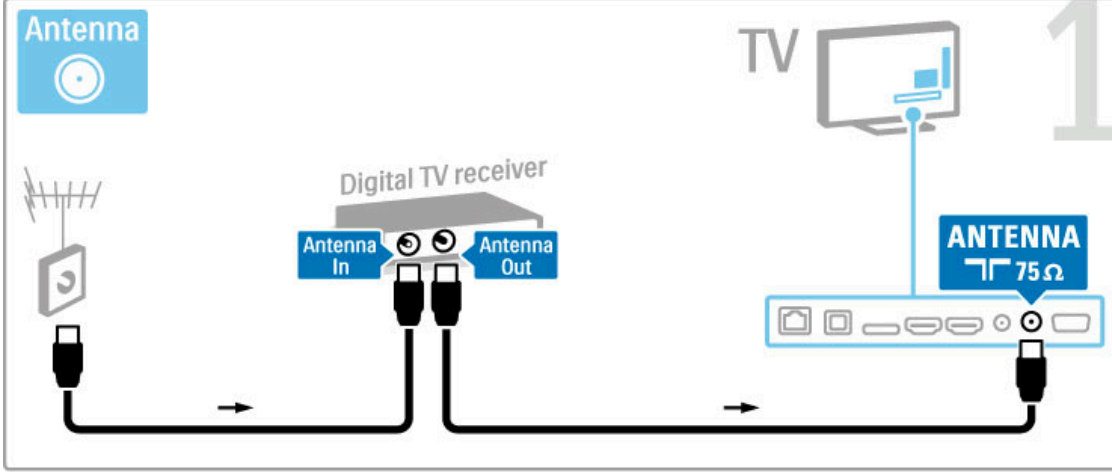 Antenna
TV
1
Digital TV receiver
Antenna
In
Antenna
Out
ANTENNA
75 Ω